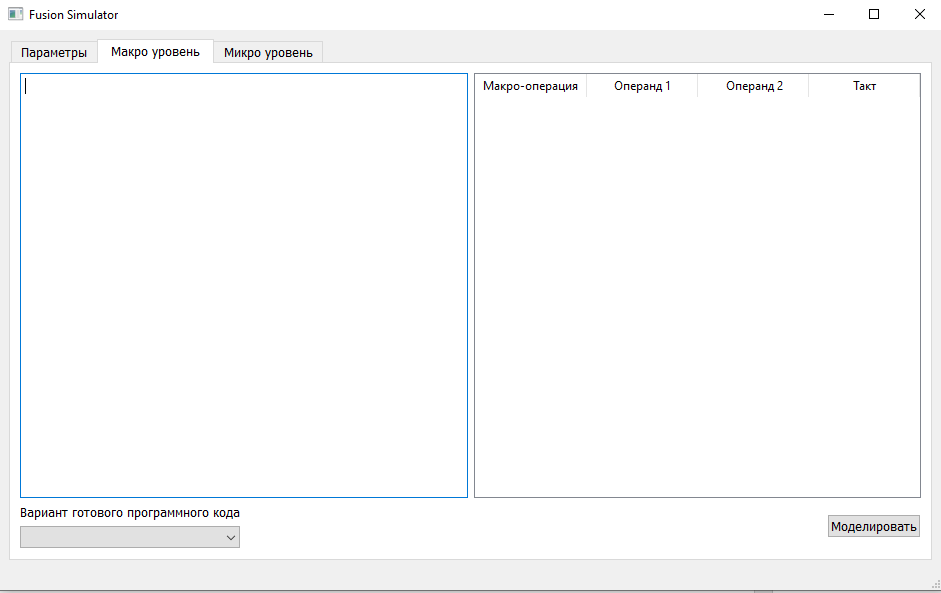 Fusion Simulator
Параметры Макро уровень Микро уровень
Макро-операция Операнд 1 Операнд 2 Такт
Вариант готового программного кода
Моделировать